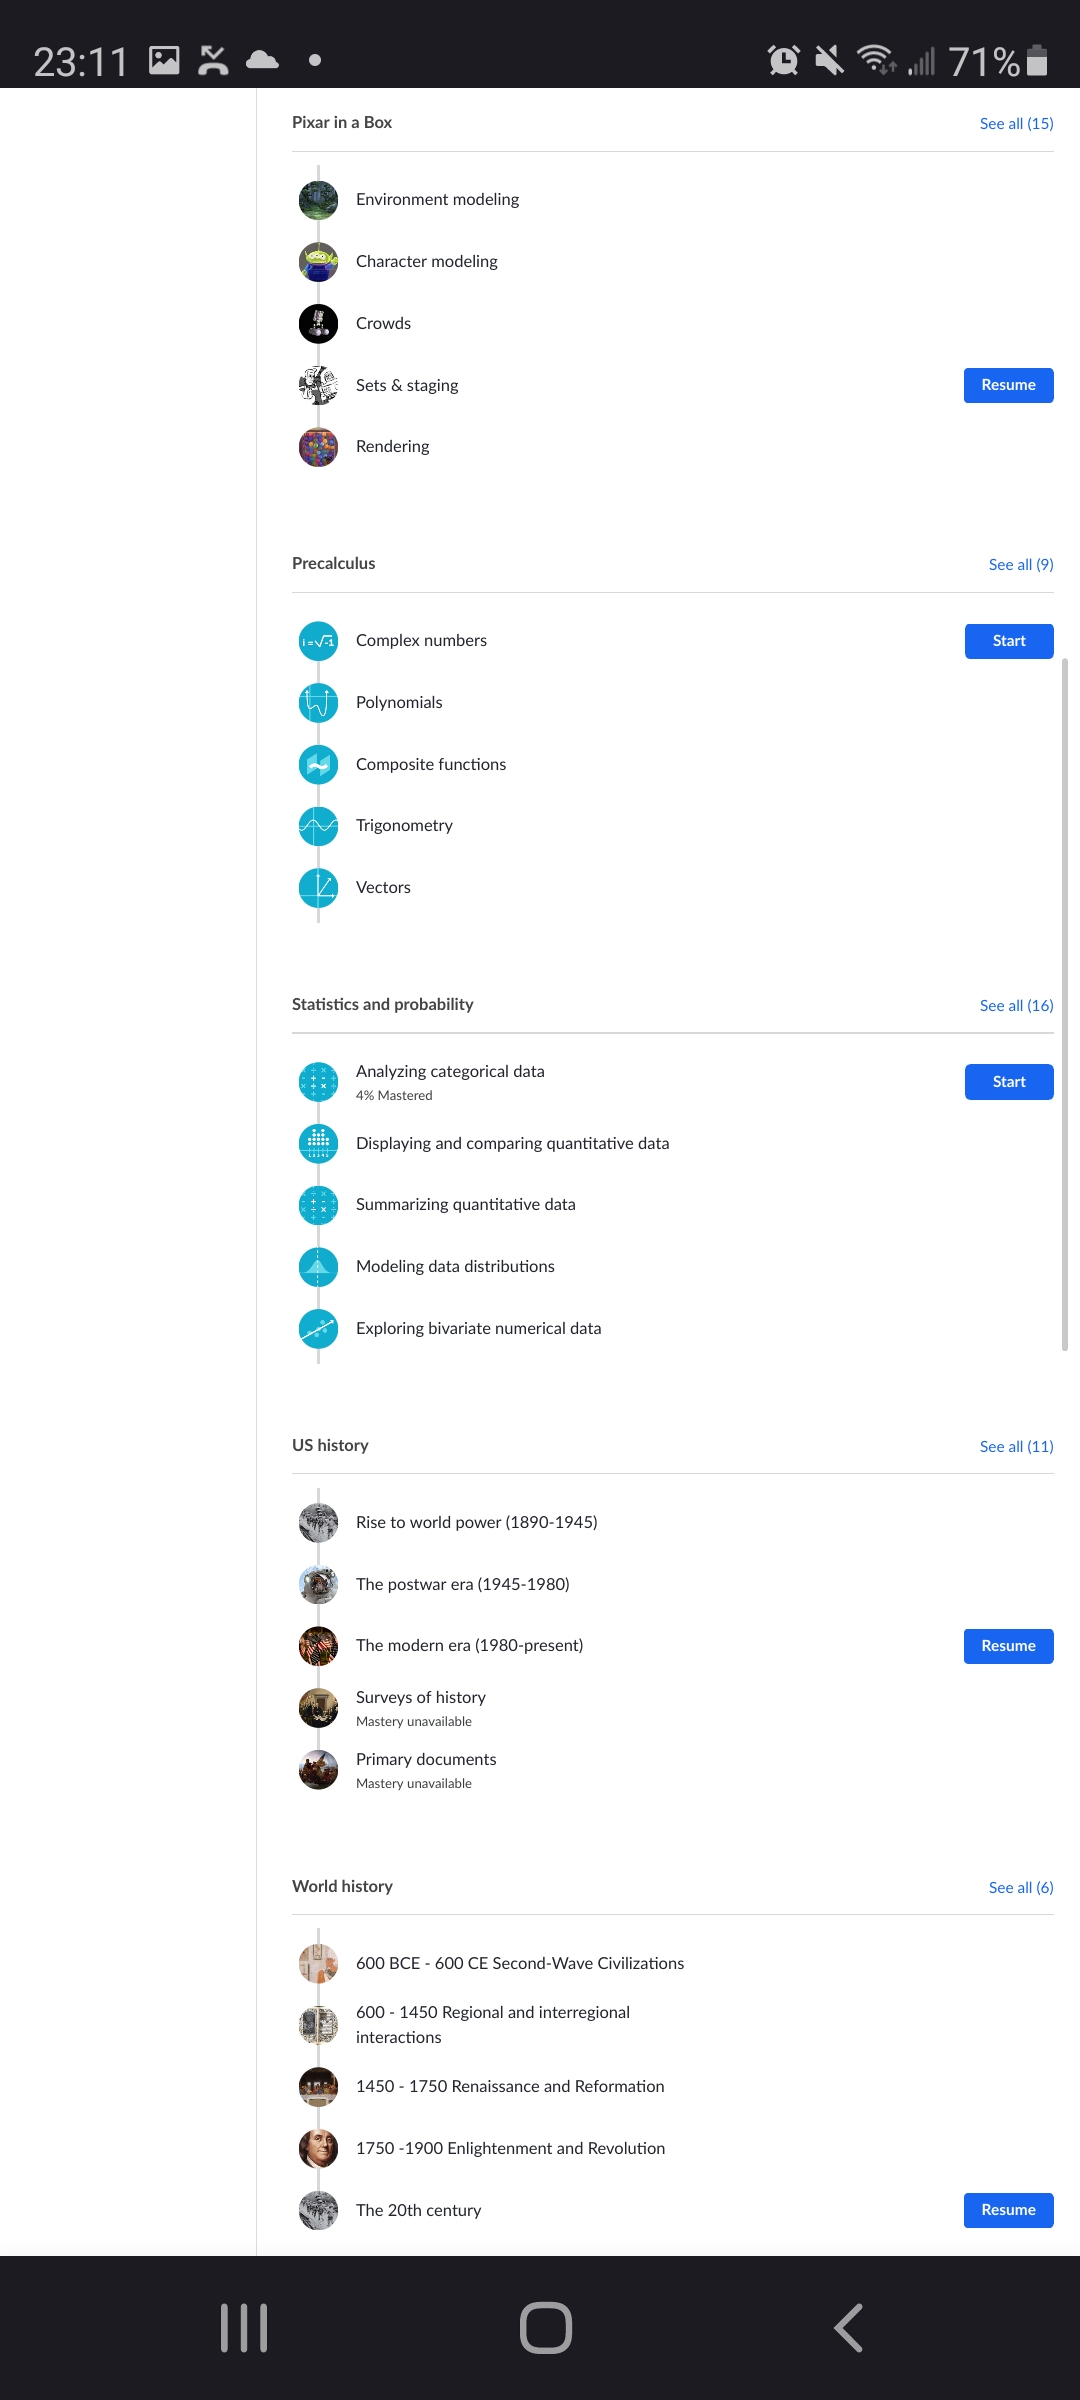 23:11
71%
Pixar in a Box
See all (15)
Environment modeling
Character modeling
Crowds
Sets & staging
Resume
Rendering
Precalculus
See all (9)
i=√-1
Complex numbers
Start
Polynomials
Composite functions
Trigonometry
Vectors
Statistics and probability
See all (16)
Analyzing categorical data
4% Mastered
Start
Displaying and comparing quantitative data
Summarizing quantitative data
Modeling data distributions
Exploring bivariate numerical data
US history
See all (11)
Rise to world power (1890-1945)
The postwar era (1945-1980)
The modern era (1980-present)
Resume
Surveys of history
Mastery unavailable
Primary documents
Mastery unavailable
World history
See all (6)
600 BCE - 600 CE Second-Wave Civilizations
600 - 1450 Regional and interregional
interactions
1450 - 1750 Renaissance and Reformation
1750 -1900 Enlightenment and Revolution
The 20th century
Resume